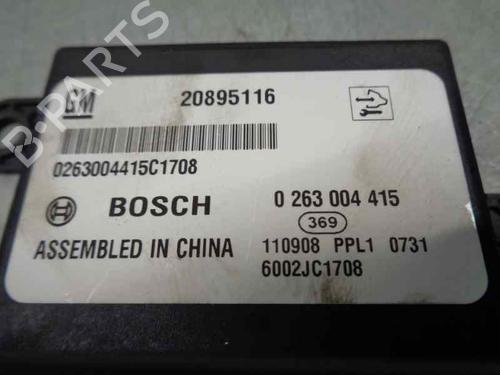 GM 20895116
0263004415C1708
BOSCH 0 263 004 415
369
ASSEMBLED IN CHINA 110908 PPL1 0731
6002JC1708
B-PARTS